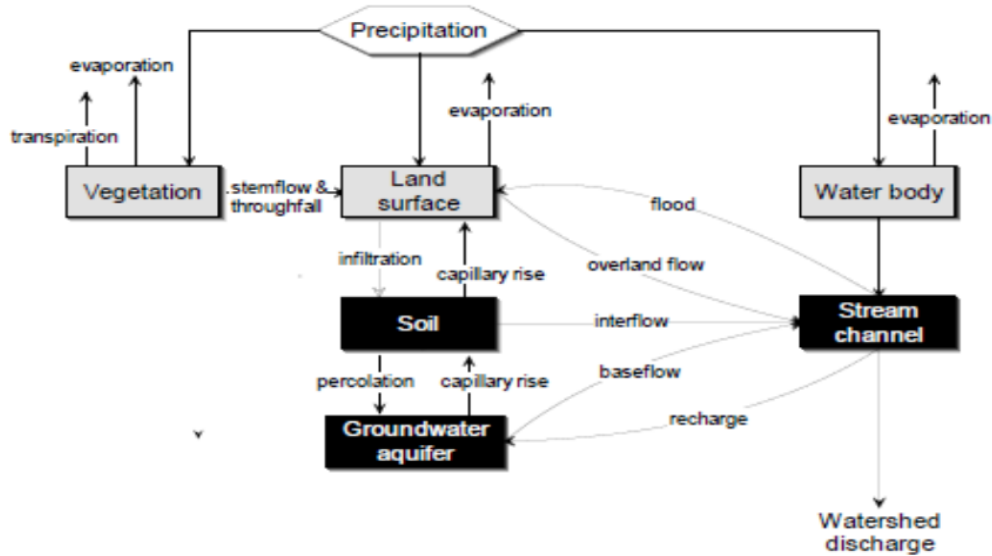 Precipitation
evaporation
evaporation
evaporation
transpiration
Vegetation
.stemflow &
throughfall
Land
surface
Water body
flood
infiltration
capillary rise
overland flow
Soil
interflow
Stream
channel
percolation
capillary rise
baseflow
recharge
Groundwater
aquifer
Watershed
discharge